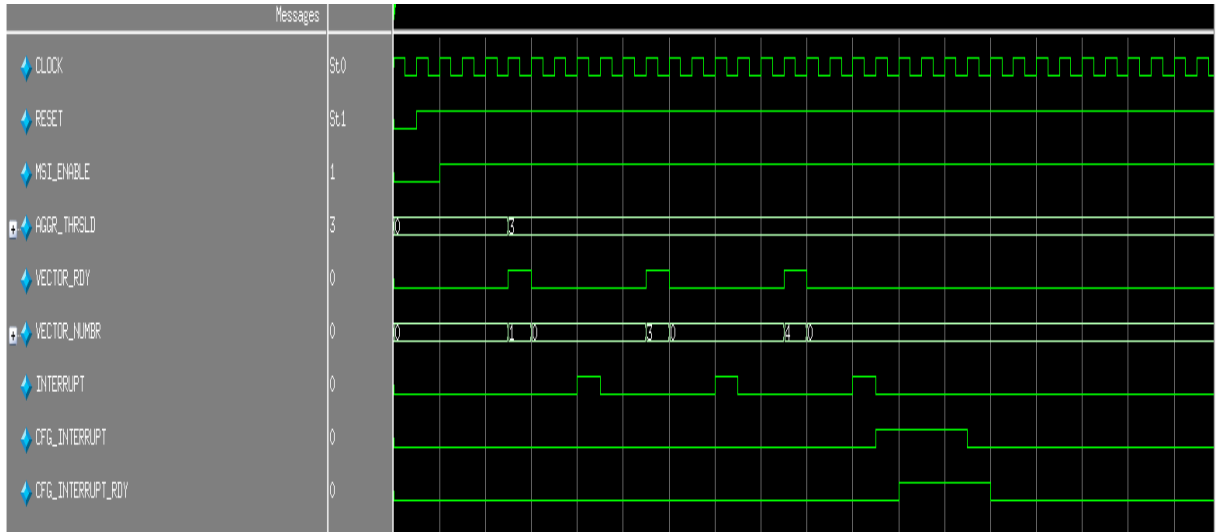 Messages
CLOCK St0
RESET St1
MSI_ENABLE 1
AGGR_THRSLD 3 0 3
VECTOR_RDY 0
VECTOR_NUMBR 0 0 1 0 3 0 4 0
INTERRUPT 0
CFG_INTERRUPT 0
CFG_INTERRUPT_RDY 0